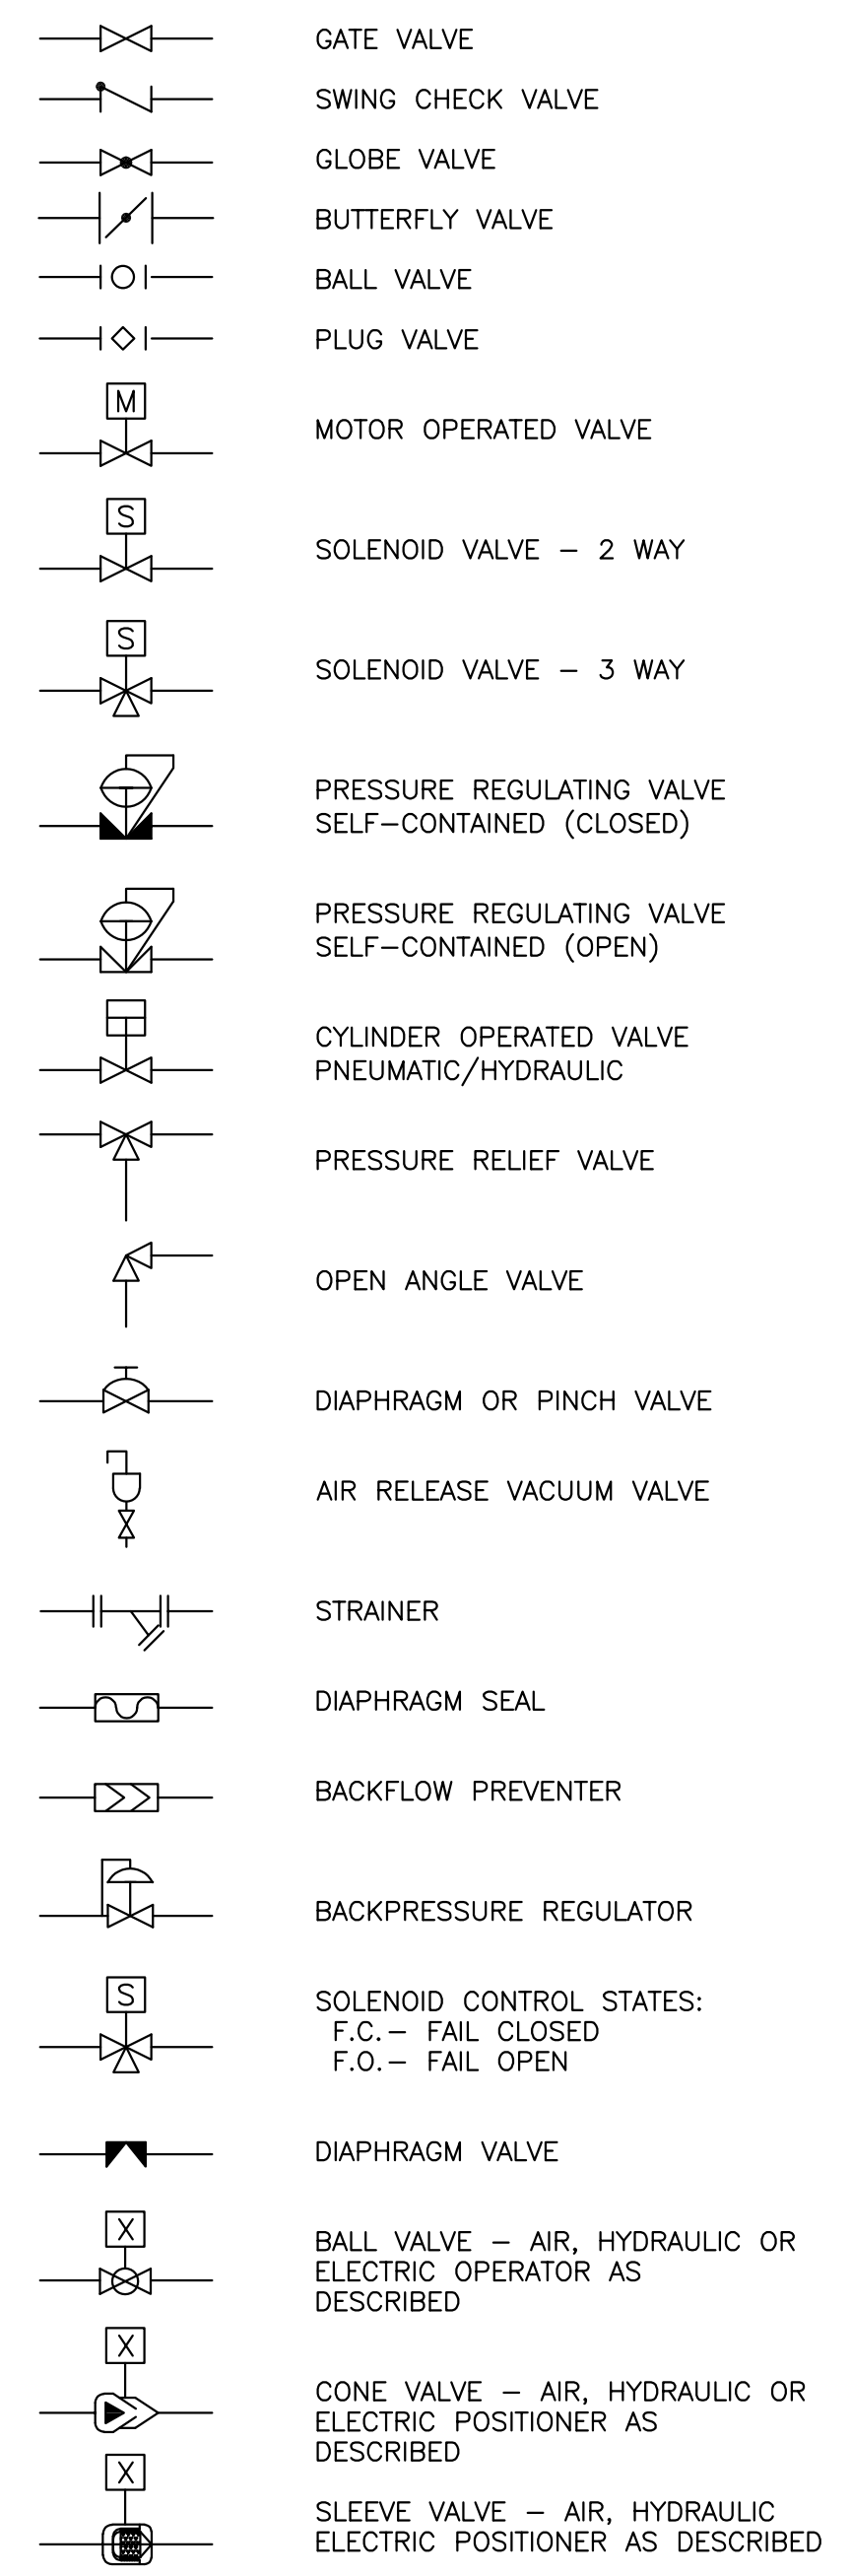 GATE VALVE
SWING CHECK VALVE
GLOBE VALVE
BUTTERFLY VALVE
BALL VALVE
PLUG VALVE
M
MOTOR OPERATED VALVE
S
SOLENOID VALVE – 2 WAY
S
SOLENOID VALVE – 3 WAY
PRESSURE REGULATING VALVE
SELF–CONTAINED (CLOSED)
PRESSURE REGULATING VALVE
SELF–CONTAINED (OPEN)
CYLINDER OPERATED VALVE
PNEUMATIC/HYDRAULIC
PRESSURE RELIEF VALVE
OPEN ANGLE VALVE
DIAPHRAGM OR PINCH VALVE
AIR RELEASE VACUUM VALVE
STRAINER
DIAPHRAGM SEAL
BACKFLOW PREVENTER
BACKPRESSURE REGULATOR
S
SOLENOID CONTROL STATES:
F.C.– FAIL CLOSED
F.O.– FAIL OPEN
DIAPHRAGM VALVE
X
BALL VALVE – AIR, HYDRAULIC OR
ELECTRIC OPERATOR AS
DESCRIBED
X
CONE VALVE – AIR, HYDRAULIC OR
ELECTRIC POSITIONER AS
DESCRIBED
X
SLEEVE VALVE – AIR, HYDRAULIC
ELECTRIC POSITIONER AS DESCRIBED